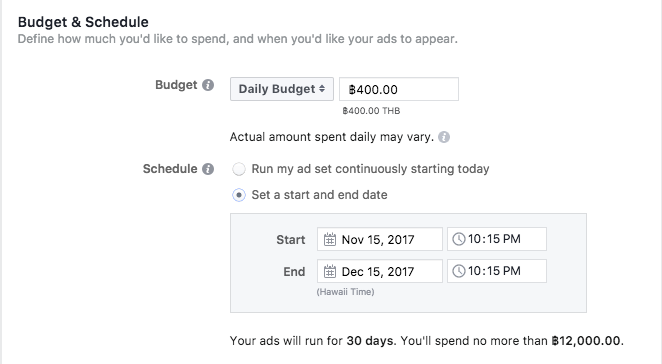 Budget & Schedule
Define how much you'd like to spend, and when you'd like your ads to appear.
Budget i Daily Budget ฿400.00
฿400.00 THB
Actual amount spent daily may vary. i
Schedule i Run my ad set continuously starting today
Set a start and end date
Start Nov 15, 2017 10:15 PM
End Dec 15, 2017 10:15 PM
(Hawaii Time)
Your ads will run for 30 days. You'll spend no more than ฿12,000.00.